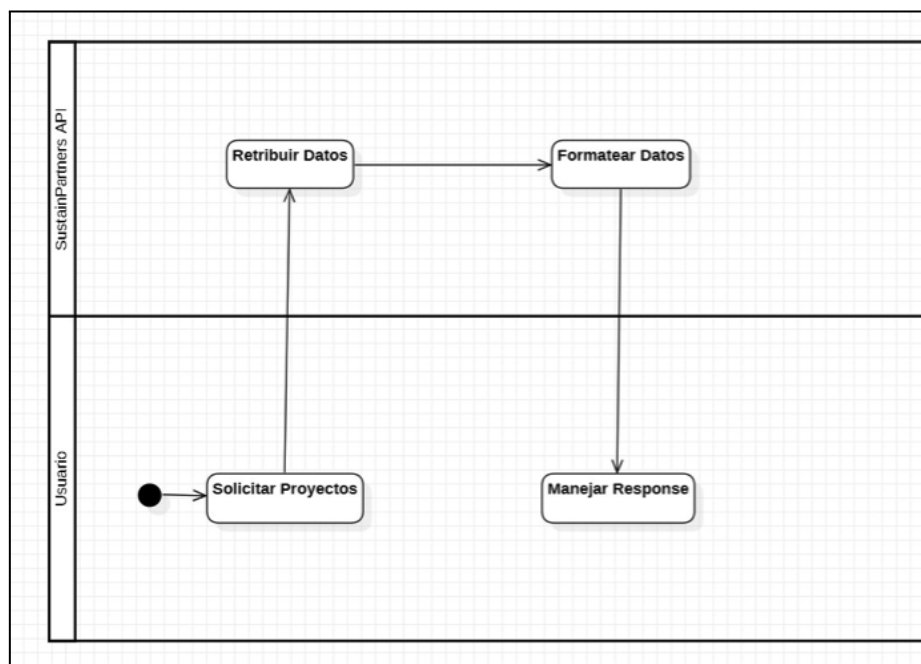 SustainPartners API
Retribuir Datos
Formatear Datos
Usuario
Solicitar Proyectos
Manejar Response